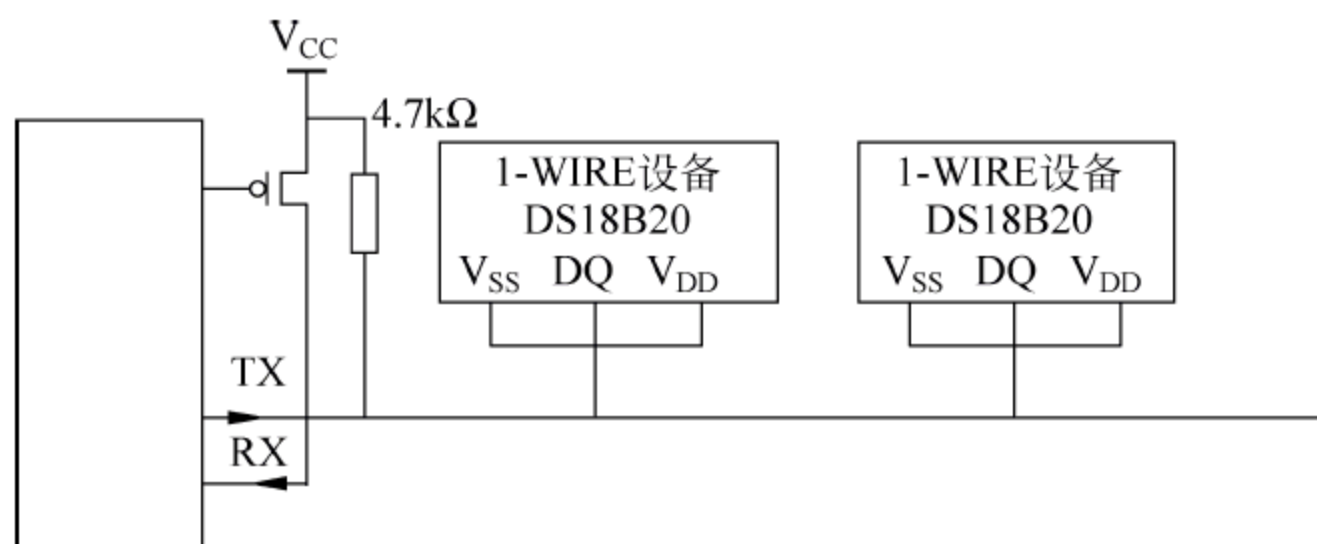 VCC
4.7kΩ
1-WIRE设备
DS18B20
VSS DQ VDD
1-WIRE设备
DS18B20
VSS DQ VDD
TX
RX